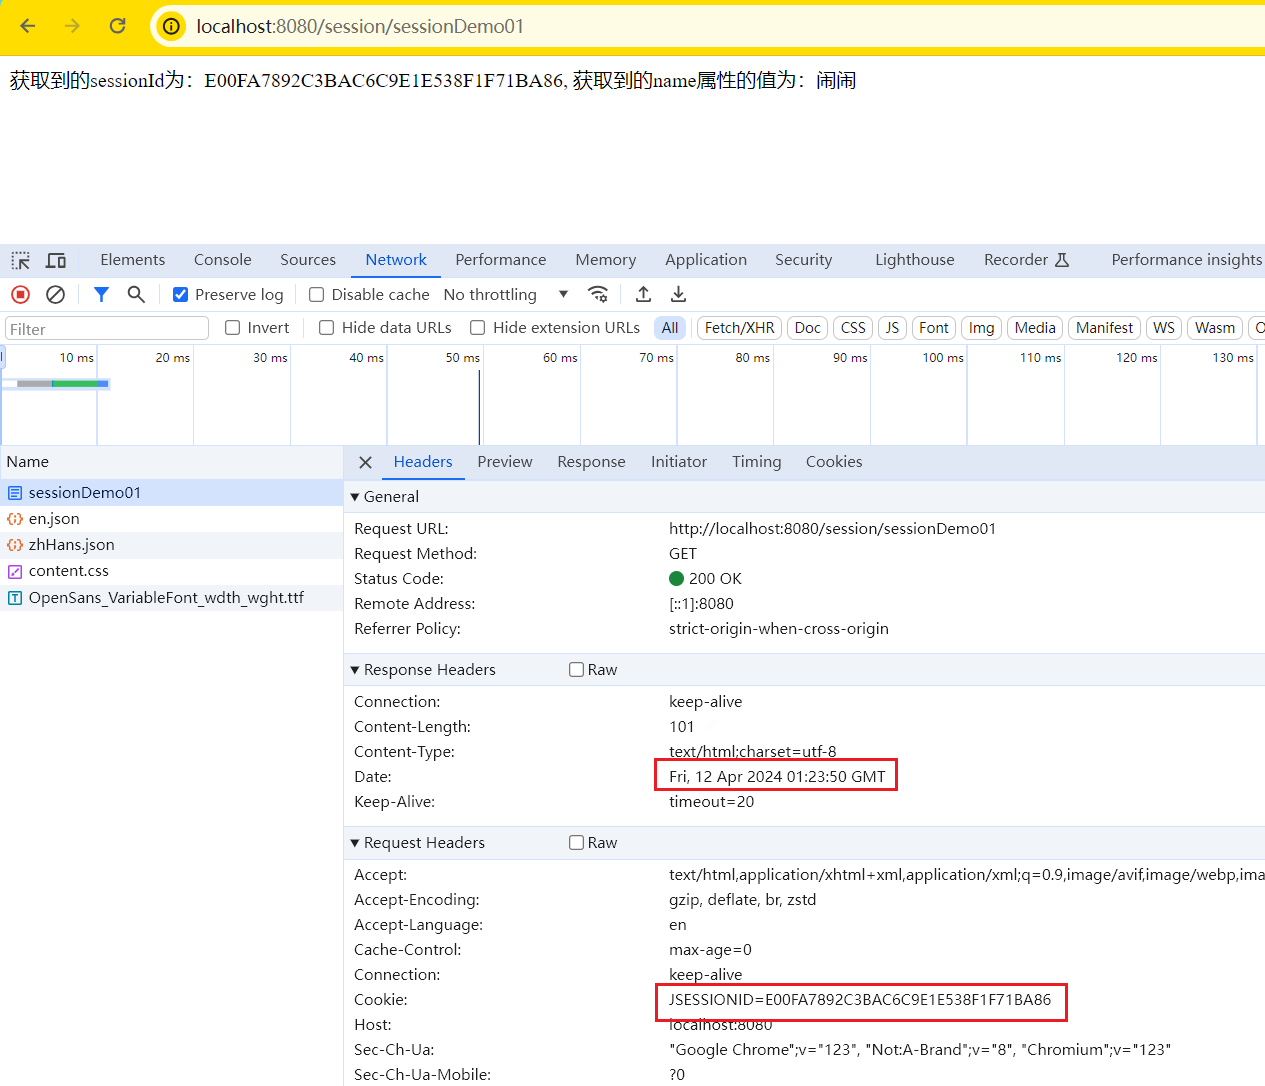 localhost:8080/session/sessionDemo01
获取到的sessionId为：E00FA7892C3BAC6C9E1E538F1F71BA86, 获取到的name属性的值为：闹闹
Elements Console Sources Network Performance Memory Application Security Lighthouse Recorder Performance insights
Preserve log Disable cache No throttling
Filter Invert Hide data URLs Hide extension URLs All Fetch/XHR Doc CSS JS Font Img Media Manifest WS Wasm
10 ms 20 ms 30 ms 40 ms 50 ms 60 ms 70 ms 80 ms 90 ms 100 ms 110 ms 120 ms 130 ms
Name
sessionDemo01
en.json
zhHans.json
content.css
OpenSans_VariableFont_wdth_wght.ttf
Headers Preview Response Initiator Timing Cookies
General
Request URL: http://localhost:8080/session/sessionDemo01
Request Method: GET
Status Code: 200 OK
Remote Address: [::1]:8080
Referrer Policy: strict-origin-when-cross-origin
Response Headers Raw
Connection: keep-alive
Content-Length: 101
Content-Type: text/html;charset=utf-8
Date: Fri, 12 Apr 2024 01:23:50 GMT
Keep-Alive: timeout=20
Request Headers Raw
Accept: text/html,application/xhtml+xml,application/xml;q=0.9,image/avif,image/webp,ima
Accept-Encoding: gzip, deflate, br, zstd
Accept-Language: en
Cache-Control: max-age=0
Connection: keep-alive
Cookie: JSESSIONID=E00FA7892C3BAC6C9E1E538F1F71BA86
Host: localhost:8080
Sec-Ch-Ua: "Google Chrome";v="123", "Not:A-Brand";v="8", "Chromium";v="123"
Sec-Ch-Ua-Mobile: ?0